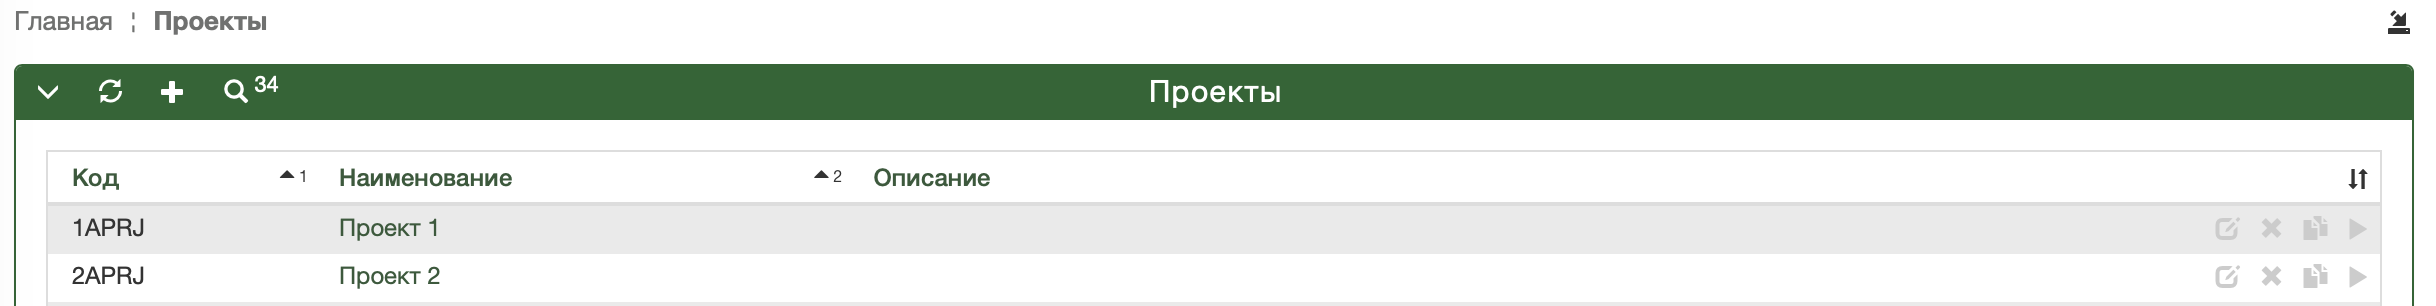 Главная ¦ Проекты
34 Проекты
Код 1 Наименование 2 Описание
1APRJ Проект 1
2APRJ Проект 2